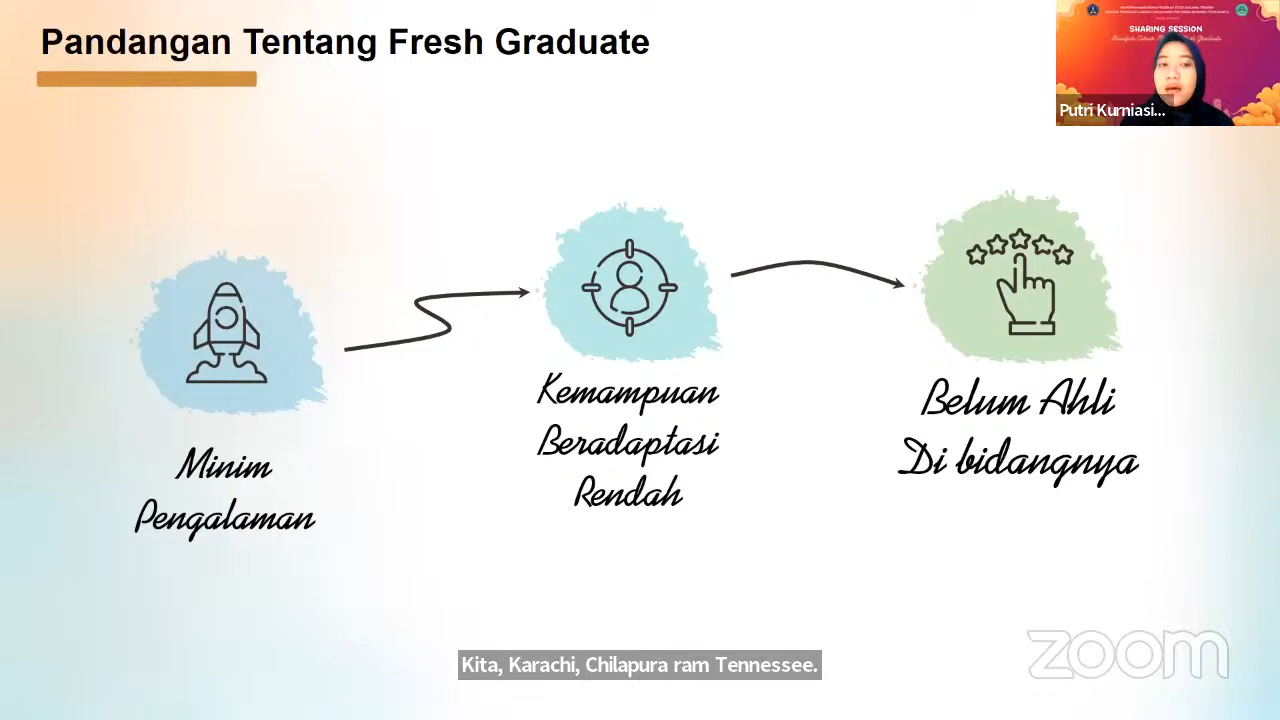 Pandangan Tentang Fresh Graduate
SHARING SESSION
Putri Kurniasi...
Minim
Pengalaman
Kemampuan
Beradaptasi
Rendah
Belum Ahli
Di bidangnya
Kita, Karachi, Chilapura ram Tennessee.
zoom